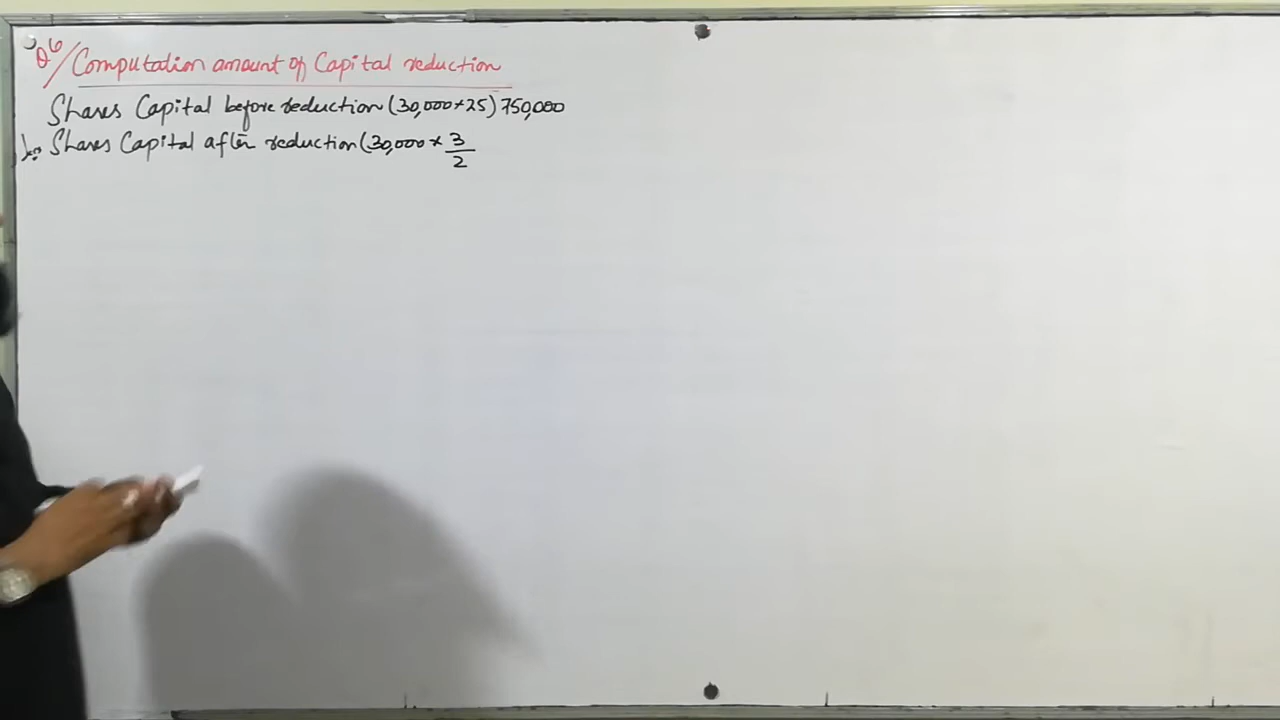 Q6/Computation amount of Capital reduction
Shares Capital before reduction (30,000 * 25) 750,000
Shares Capital after reduction (30,000 * 3/2